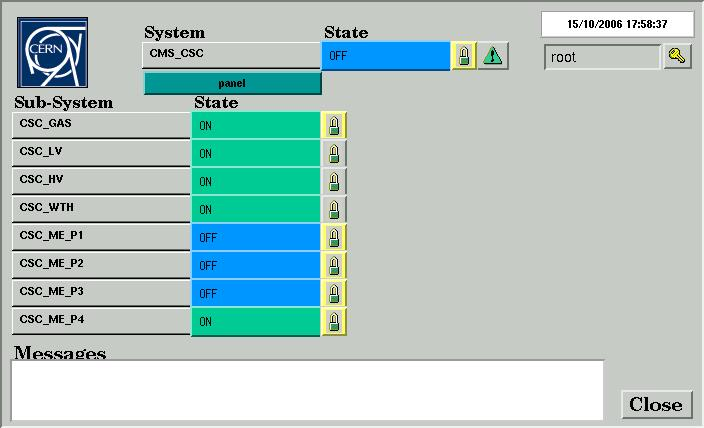 CERN
System State
CMS_CSC OFF
15/10/2006 17:58:37
root
panel
Sub-System State
CSC_GAS ON
CSC_LV ON
CSC_HV ON
CSC_WTH ON
CSC_ME_P1 OFF
CSC_ME_P2 OFF
CSC_ME_P3 OFF
CSC_ME_P4 ON
Messages
Close